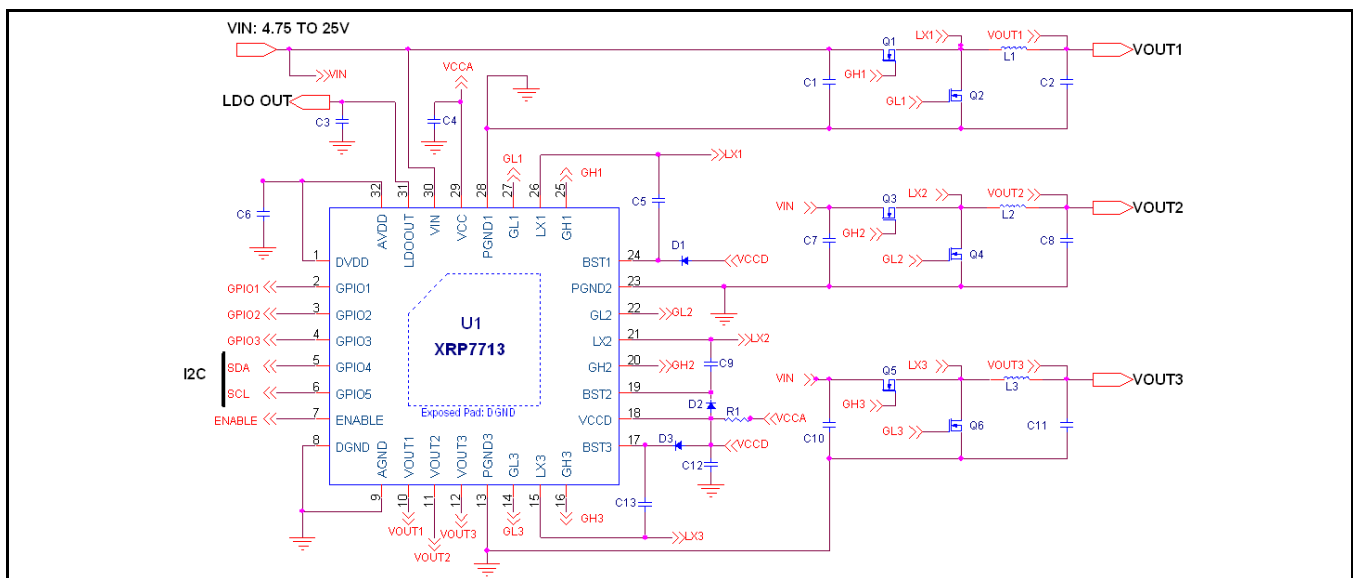 VIN: 4.75 TO 25V
VIN
LDO OUT
C3
VCCA
C4
C1
Q1
GH1
LX1
VOUT1
L1
C2
VOUT1
GL1
Q2
C6
32 31 30 29 28 27 26 25
GL1
GH1
LX1
C5
AVDD LDOOUT VIN VCC PGND1 GL1 LX1 GH1
D1
VCCD
1 DVDD
GPIO1 2 GPIO1
GPIO2 3 GPIO2
GPIO3 4 GPIO3
I2C
SDA 5 GPIO4
SCL 6 GPIO5
ENABLE 7 ENABLE
8 DGND
U1
XRP7713
Exposed Pad: DGND
BST1 24
PGND2 23
GL2 22 GL2
LX2 21 LX2
GH2 20 GH2
BST2 19
VCCD 18
BST3 17
C9
D2
R1
VCCA
D3
VCCD
C12
C13
AGND VOUT1 VOUT2 VOUT3 PGND3 GL3 LX3 GH3
9 10 11 12 13 14 15 16
VOUT1
VOUT2
VOUT3
GL3
GH3
LX3
VIN
C7
Q3
GH2
LX2
VOUT2
L2
C8
VOUT2
GL2
Q4
VIN
C10
Q5
GH3
LX3
VOUT3
L3
C11
VOUT3
GL3
Q6